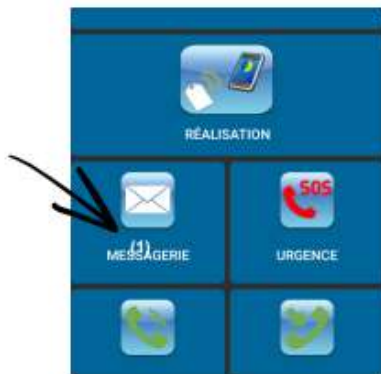 RÉALISATION
SOS
(1)
MESSAGERIE
URGENCE